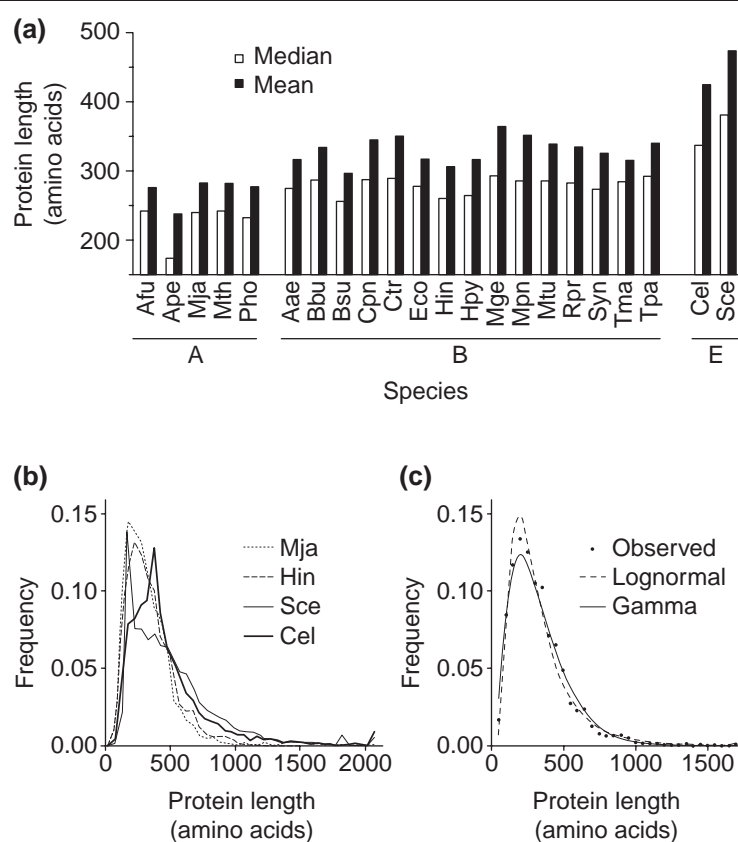 (a)
500
400
300
200
Protein length
(amino acids)
Median
Mean
Afu Ape Mja Mth Pho Aae Bbu Bsu Cpn Ctr Eco Hin Hpy Mge Mpn Mtu Rpr Syn Tma Tpa Cel Sce
A B E
Species
(b)
0.15
0.10
0.05
0.00
Frequency
Mja
Hin
Sce
Cel
0 500 1000 1500 2000
Protein length
(amino acids)
(c)
0.15
0.10
0.05
0.00
Frequency
Observed
Lognormal
Gamma
0 500 1000 1500
Protein length
(amino acids)